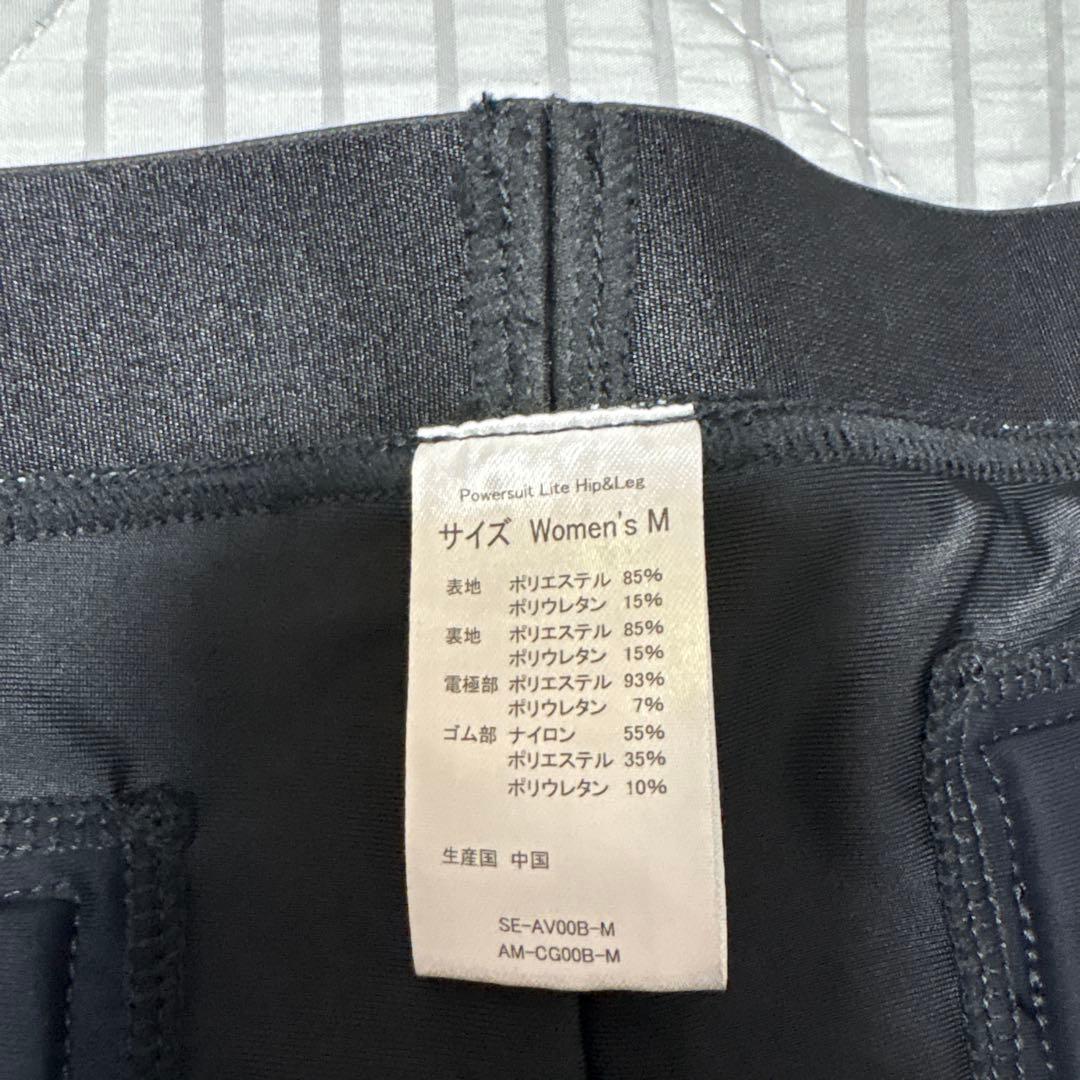 Powersuit Lite Hip&Leg
サイズ Women's M
表地 ポリエステル 85%
ポリウレタン 15%
裏地 ポリエステル 85%
ポリウレタン 15%
電極部 ポリエステル 93%
ポリウレタン 7%
ゴム部 ナイロン 55%
ポリエステル 35%
ポリウレタン 10%
生産国 中国
SE-AV00B-M
AM-CG00B-M